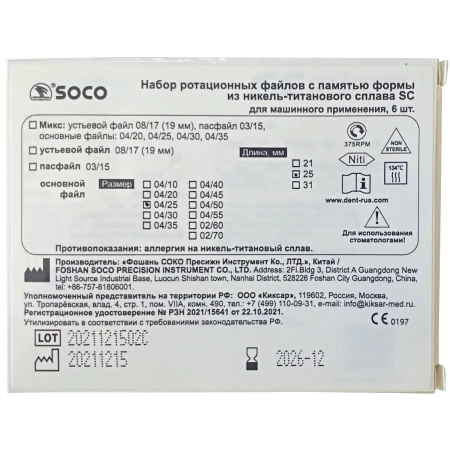 SOCO
Набор ротационных файлов с памятью формы
из никель-титанового сплава SC
для машинного применения, 6 шт.
Микс: устьевой файл 08/17 (19 мм), пасфайл 03/15,
основные файлы: 04/20, 04/25, 04/30, 04/35
устьевой файл 08/17 (19 мм)
пасфайл 03/15
Длина, мм
21
25
31
основной
файл
Размер
04/10 04/40
04/20 04/45
04/25 04/50
04/30 04/55
04/35 02/60
02/70
375RPM
NON
STERILE
Niti
134°C
www.dent-rus.com
Для использования
стоматологами!
Противопоказания: аллергия на никель-титановый сплав.
Производитель: «Фошань СОКО Пресижн Инструмент Ко., ЛТД.», Китай /
FOSHAN SOCO PRECISION INSTRUMENT CO., LTD. Address: 2Fl.Bldg 3, Danzao Guangdong New
Light Source Industrial Base, Luocun Shishan, Nanhai District, 528226 Foshan City, Guangdong, China
tel: +86-757-81806001.
Уполномоченный представитель на территории РФ: ООО «Киксар», 119602, Россия, Москва,
ул. Тропарёвская, влад. 4, стр. 1, пом. VII, оф. 490, тел. +7 (499) 110-09-31, e-mail: info@kiksar-med.ru.
Регистрационное удостоверение № РЗН 2021/15641 от 22.10.2021.
Утилизировать в соответствии с требованиями законодательства РФ.
CE 0197
LOT 2021121502C
20211215
2026-12